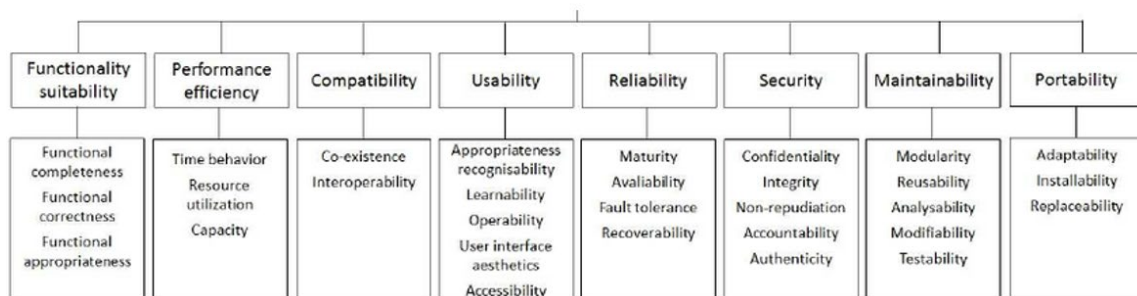 Functionality
suitability
Performance
efficiency
Compatibility
Usability
Reliability
Security
Maintainability
Portability
Functional
completeness
Functional
correctness
Functional
appropriateness
Time behavior
Resource
utilization
Capacity
Co-existence
Interoperability
Appropriateness
recognisability
Learnability
Operability
User interface
aesthetics
Accessibility
Maturity
Avaliability
Fault tolerance
Recoverability
Confidentiality
Integrity
Non-repudiation
Accountability
Authenticity
Modularity
Reusability
Analysability
Modifiability
Testability
Adaptability
Installability
Replaceability